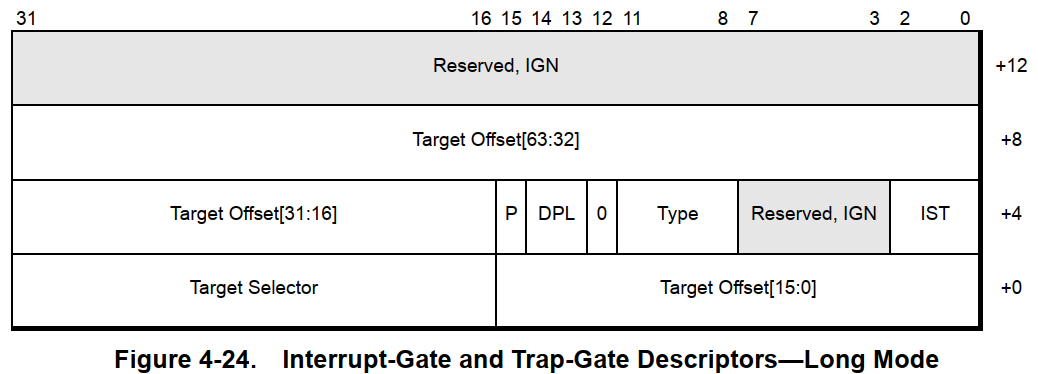 31 16 15 14 13 12 11 8 7 3 2 0
Reserved, IGN +12
Target Offset[63:32] +8
Target Offset[31:16] P DPL 0 Type Reserved, IGN IST +4
Target Selector Target Offset[15:0] +0
Figure 4-24. Interrupt-Gate and Trap-Gate Descriptors—Long Mode